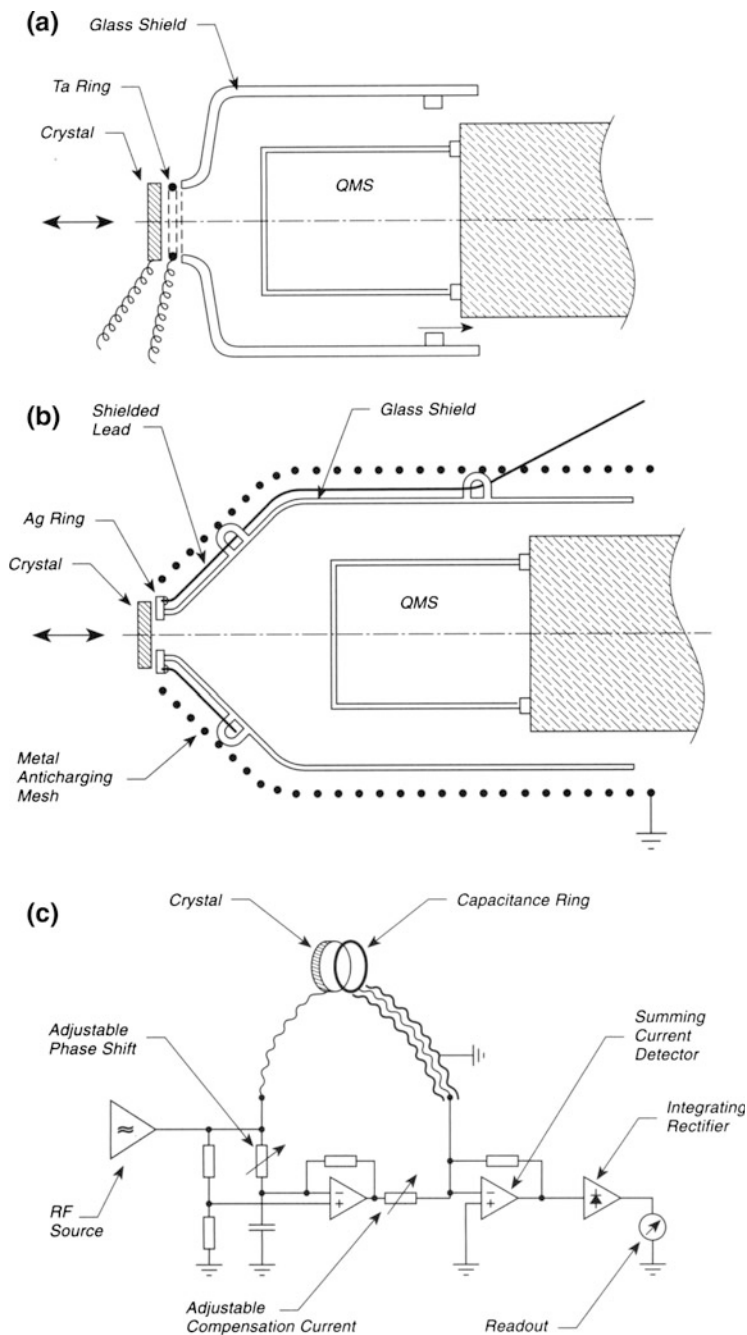 (a)
Glass Shield
Ta Ring
Crystal
QMS
(b)
Shielded
Lead
Glass Shield
Ag Ring
Crystal
QMS
Metal
Anticharging
Mesh
(c)
Crystal
Capacitance Ring
Adjustable
Phase Shift
Summing
Current
Detector
Integrating
Rectifier
≈
RF
Source
−
+
−
+
Adjustable
Compensation Current
Readout